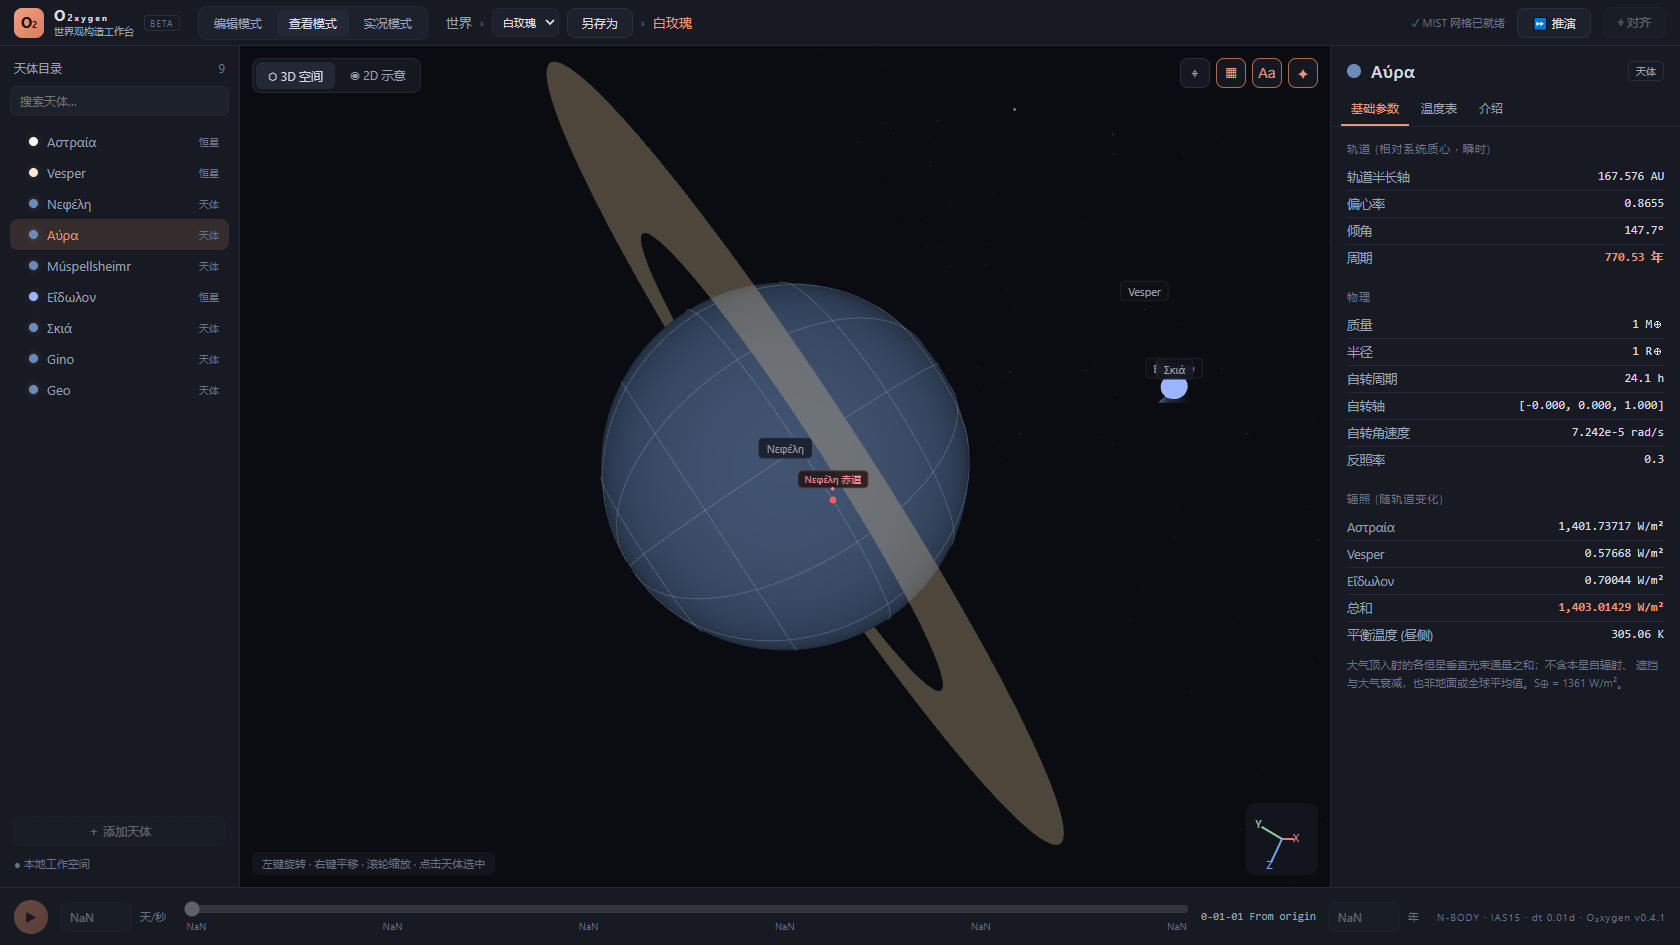 O₂
O₂xygen
世界观构造工作台
BETA
编辑模式
查看模式
实况模式
世界 ›
白玫瑰
另存为
› 白玫瑰
✓ MIST 网格已就绪
推演
⌖ 对齐
天体目录
9
搜索天体...
Αστραία 恒星
Vesper 恒星
Νεφέλη 天体
Αύρα 天体
Múspellsheimr 天体
Εἴδωλον 恒星
Σκιά 天体
Gino 天体
Geo 天体
+ 添加天体
● 本地工作空间
3D 空间
2D 示意
Aa
Vesper
Σκιά
Νεφέλη
Νεφέλη 赤道
左键旋转 · 右键平移 · 滚轮缩放 · 点击天体选中
Y
X
Z
Αύρα
天体
基础参数
温度表
介绍
轨道 (相对系统质心 · 瞬时)
轨道半长轴 167.576 AU
偏心率 0.8655
倾角 147.7°
周期 770.53 年
物理
质量 1 M⊕
半径 1 R⊕
自转周期 24.1 h
自转轴 [-0.000, 0.000, 1.000]
自转角速度 7.242e-5 rad/s
反照率 0.3
辐照 (随轨道变化)
Αστραία 1,401.73717 W/m²
Vesper 0.57668 W/m²
Εἴδωλον 0.70044 W/m²
总和 1,403.01429 W/m²
平衡温度 (昼侧) 305.06 K
大气顶入射的各恒星垂直光束通量之和；不含本星自辐射、 遮挡
与大气衰减，也非地面或全球平均值。S⊕ = 1361 W/m²。
NaN
天/秒
NaN NaN NaN NaN NaN NaN
0-01-01 From origin
NaN
年
N-BODY · IAS15 · dt 0.01d · O₂xygen v0.4.1